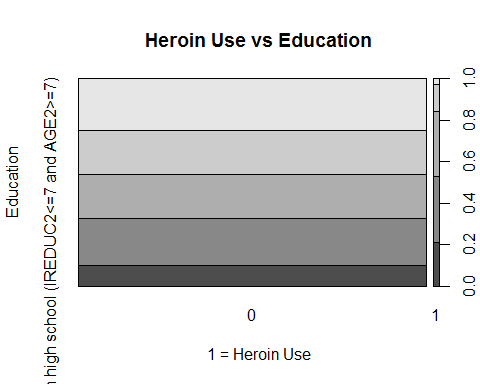 Heroin Use vs Education
Education
high school (IREDUC2<=7 and AGE2>=7)
0.0 0.2 0.4 0.6 0.8 1.0
0 1
1 = Heroin Use